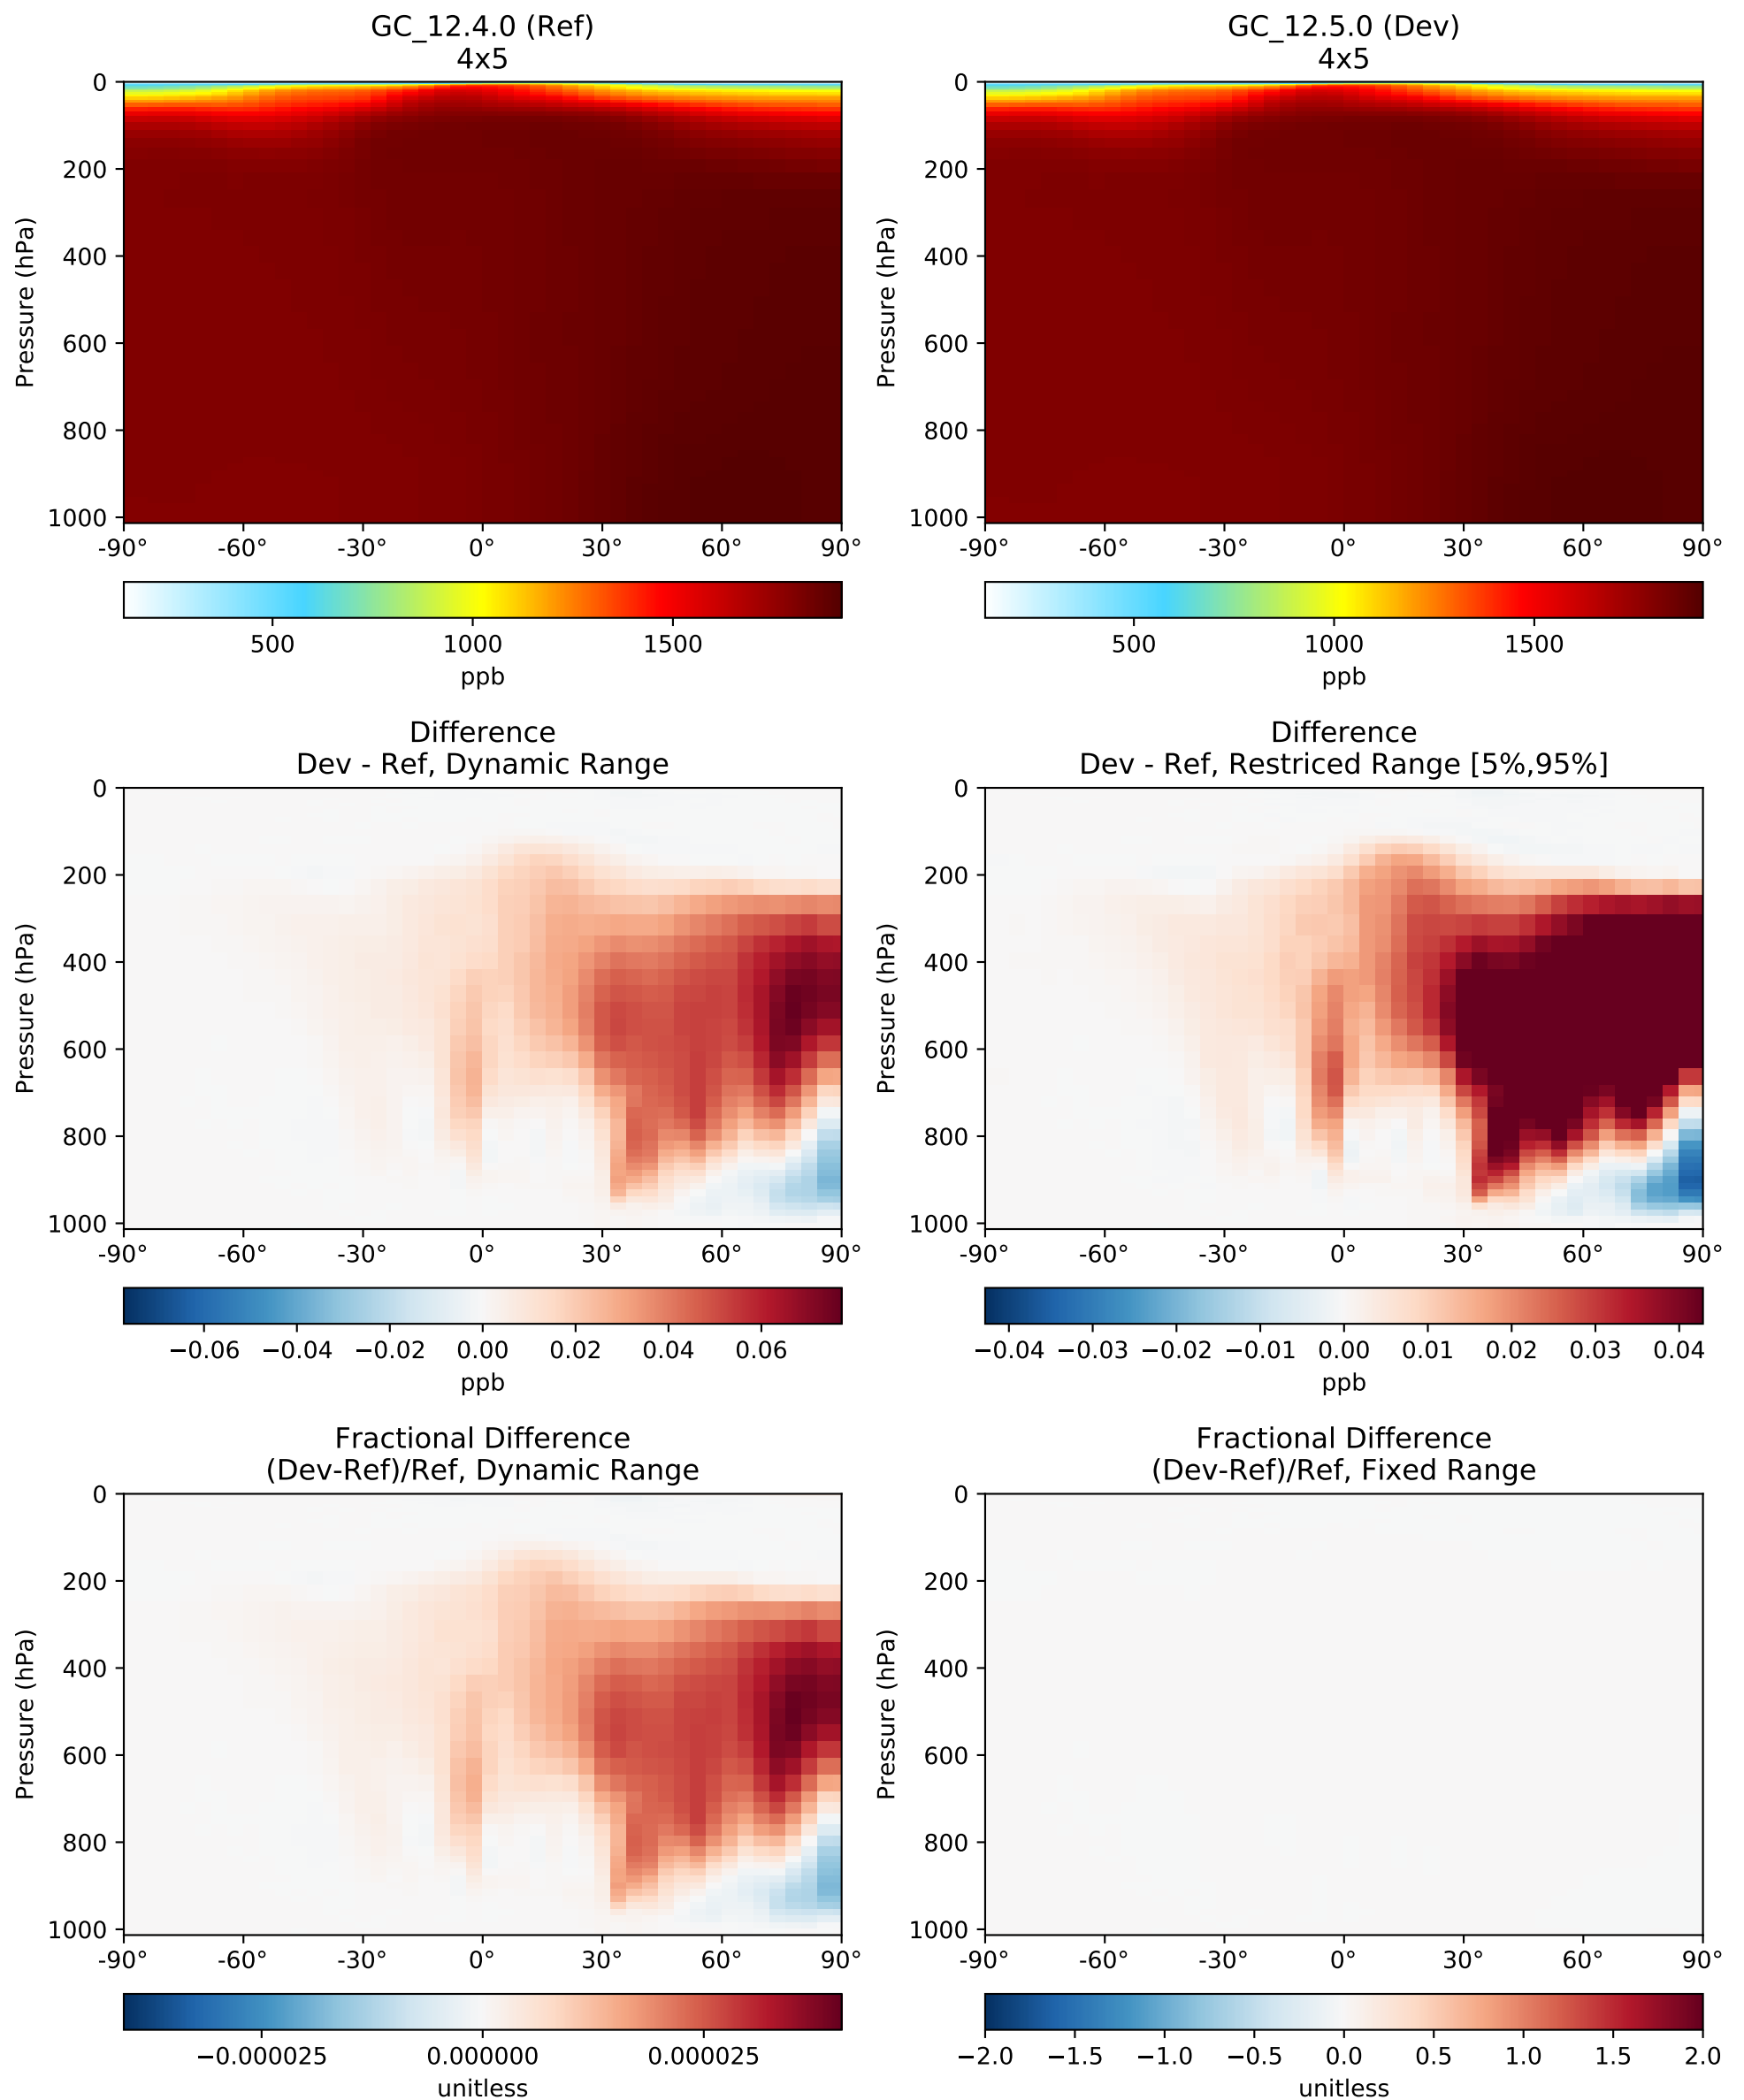 GC_12.4.0 (Ref)
4x5
GC_12.5.0 (Dev)
4x5
Pressure (hPa)
0
200
400
600
800
1000
-90° -60° -30° 0° 30° 60° 90°
500 1000 1500
ppb
Pressure (hPa)
0
200
400
600
800
1000
-90° -60° -30° 0° 30° 60° 90°
500 1000 1500
ppb
Difference
Dev - Ref, Dynamic Range
Difference
Dev - Ref, Restriced Range [5%,95%]
Pressure (hPa)
0
200
400
600
800
1000
-90° -60° -30° 0° 30° 60° 90°
−0.06 −0.04 −0.02 0.00 0.02 0.04 0.06
ppb
Pressure (hPa)
0
200
400
600
800
1000
-90° -60° -30° 0° 30° 60° 90°
−0.04 −0.03 −0.02 −0.01 0.00 0.01 0.02 0.03 0.04
ppb
Fractional Difference
(Dev-Ref)/Ref, Dynamic Range
Fractional Difference
(Dev-Ref)/Ref, Fixed Range
Pressure (hPa)
0
200
400
600
800
1000
-90° -60° -30° 0° 30° 60° 90°
−0.000025 0.000000 0.000025
unitless
Pressure (hPa)
0
200
400
600
800
1000
-90° -60° -30° 0° 30° 60° 90°
−2.0 −1.5 −1.0 −0.5 0.0 0.5 1.0 1.5 2.0
unitless